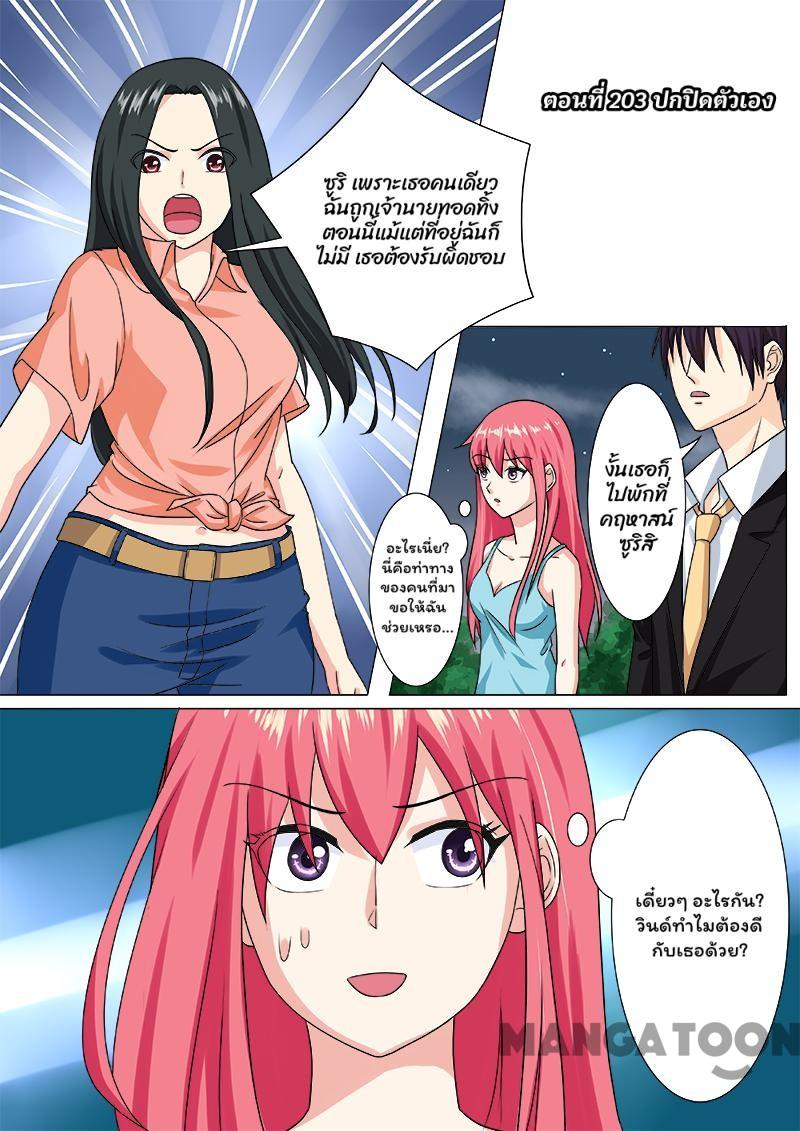 ตอนที่ 203 ปกปิดตัวเอง
ซูริ เพราะเธอคนเดียว
ฉันถูกเจ้านายทอดทิ้ง
ตอนนี้แม้แต่ที่อยู่ฉันก็
ไม่มี เธอต้องรับผิดชอบ
งั้นเธอก็
ไปพักที่
คฤหาสน์
ซูริสิ
อะไรเนี่ย?
นี่คือท่าทาง
ของคนที่มา
ขอให้ฉัน
ช่วยเหรอ...
เดี๋ยวๆ อะไรกัน?
วินด์ทำไมต้องดี
กับเธอด้วย?
MANGATOON